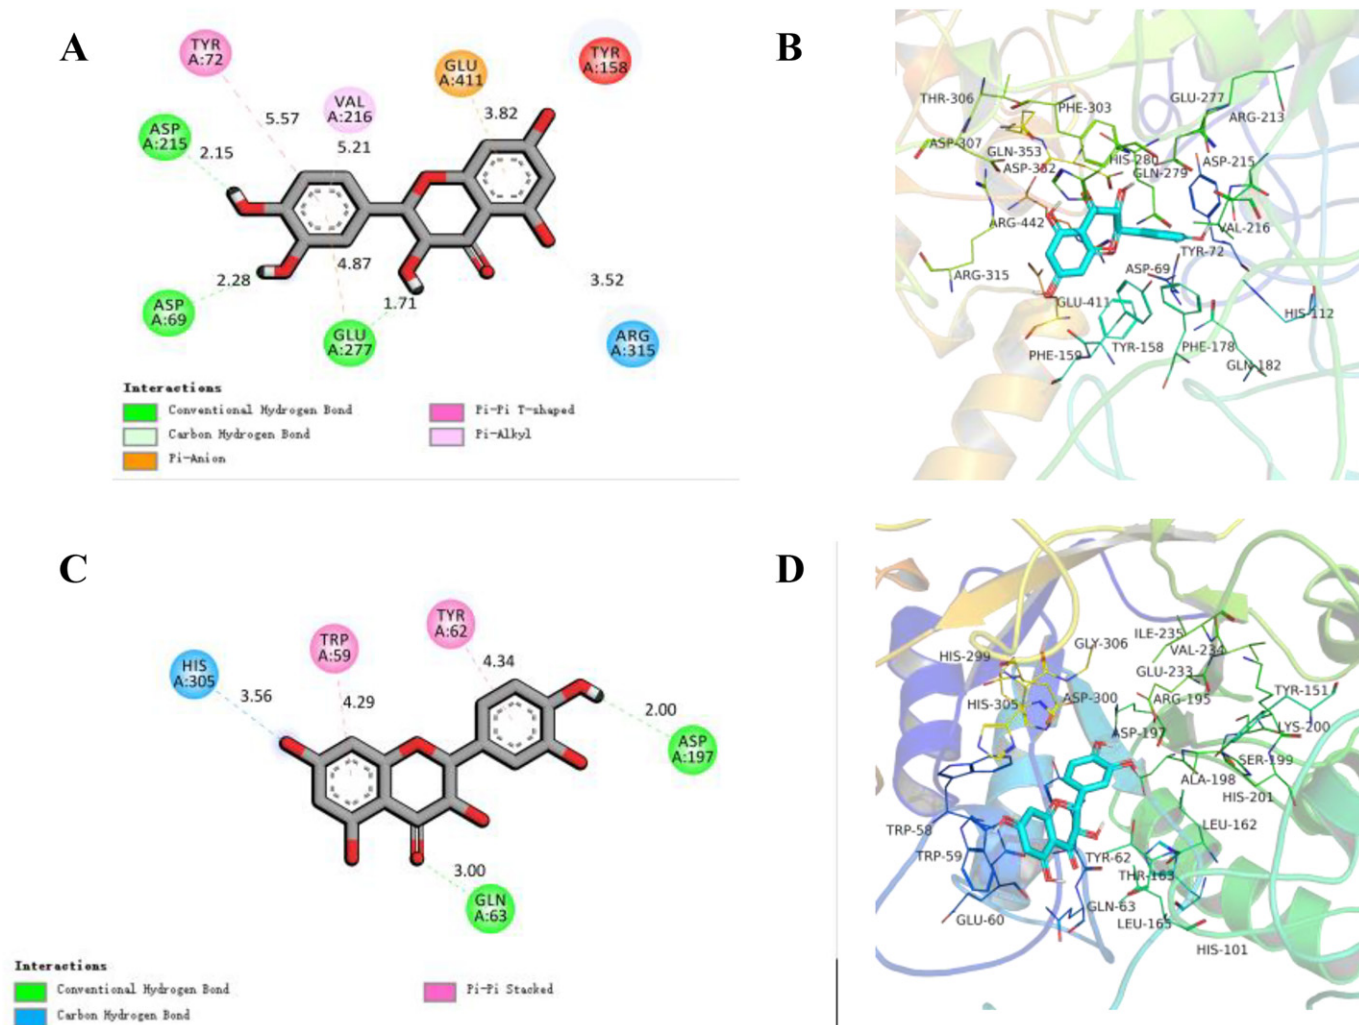 A
TYR
A:72
VAL
A:216
GLU
A:411
TYR
A:158
ASP
A:215
2.15
5.57
5.21
3.82
ASP
A:69
2.28
4.87
1.71
3.52
GLU
A:277
ARG
A:315
Interactions
Conventional Hydrogen Bond
Carbon Hydrogen Bond
Pi-Anion
Pi-Pi T-shaped
Pi-Alkyl
B
THR-306
PHE-303
GLU-277
ARG-213
ASP-307
GLN-353
ASP-352
HIS-280
GLN-279
ASP-215
ARG-442
VAL-216
TYR-72
ARG-315
ASP-69
GLU-411
HIS-112
PHE-159
TYR-158
PHE-178
GLN-182
C
HIS
A:305
TRP
A:59
TYR
A:62
3.56
4.29
4.34
2.00
ASP
A:197
3.00
GLN
A:63
Interactions
Conventional Hydrogen Bond
Carbon Hydrogen Bond
Pi-Pi Stacked
D
HIS-299
GLY-306
ILE-235
VAL-234
GLU-233
ARG-195
TYR-151
HIS-305
ASP-300
LYS-200
ASP-197
SER-199
ALA-198
HIS-201
TRP-58
LEU-162
TRP-59
TYR-62
THR-163
GLU-60
GLN-63
LEU-165
HIS-101